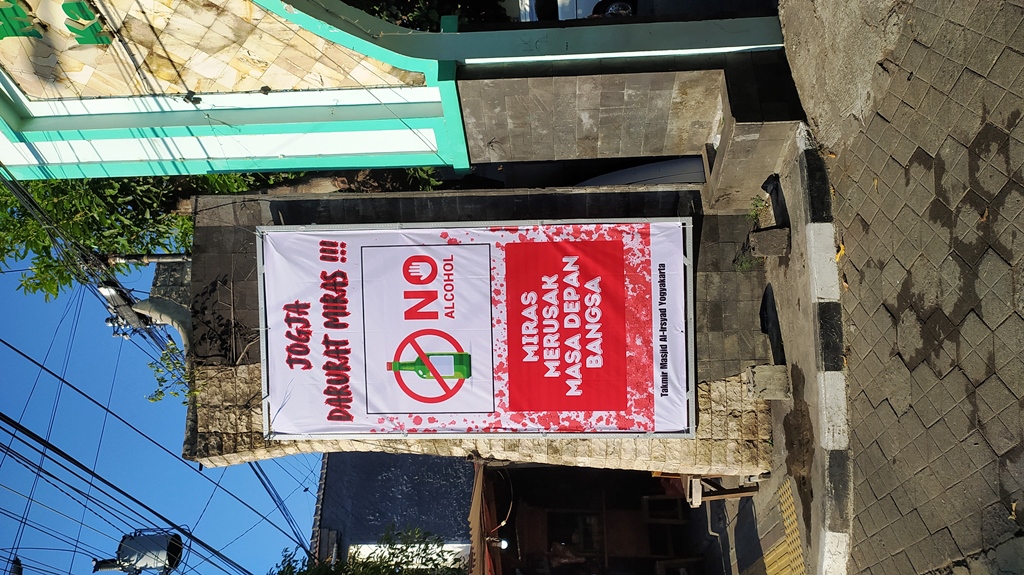 JOGJA
DARURAT MIRAS !!!
NO
ALCOHOL
MIRAS
MERUSAK
MASA DEPAN
BANGSA
Takmir Masjid Al-Irsyad Yogyakarta